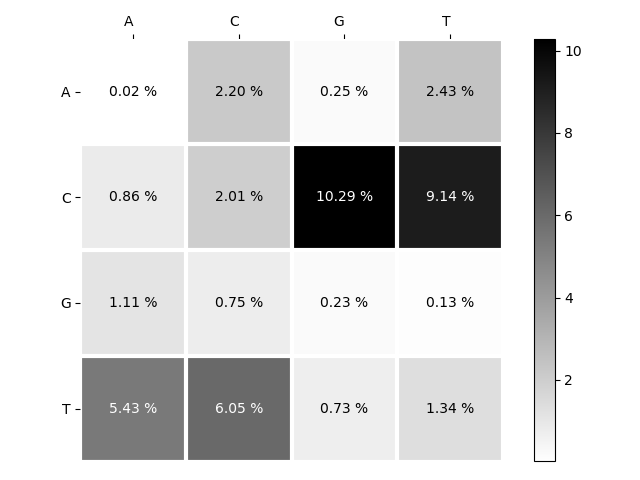 A C G T
A 0.02 % 2.20 % 0.25 % 2.43 %
C 0.86 % 2.01 % 10.29 % 9.14 %
G 1.11 % 0.75 % 0.23 % 0.13 %
T 5.43 % 6.05 % 0.73 % 1.34 %
10
8
6
4
2